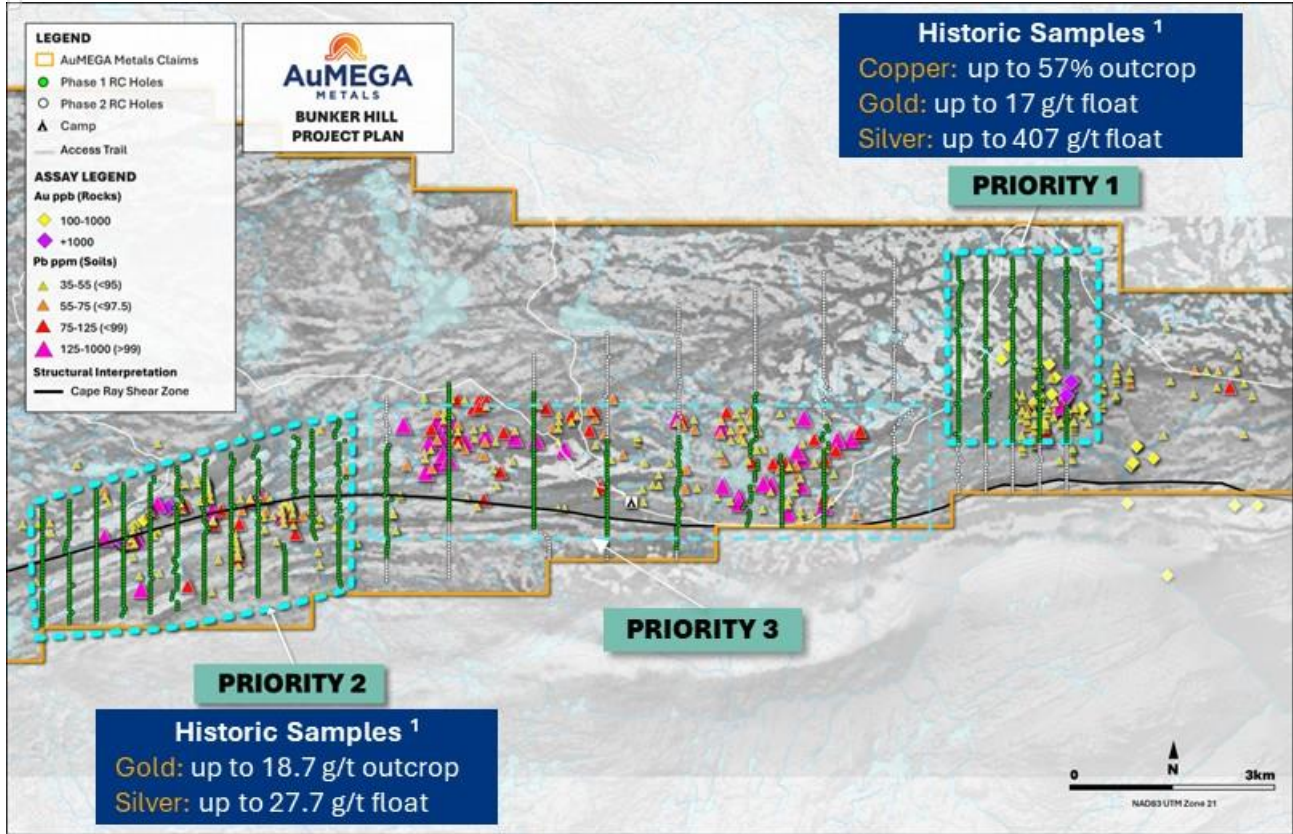 LEGEND
AuMEGA Metals Claims
Phase 1 RC Holes
Phase 2 RC Holes
Camp
Access Trail
ASSAY LEGEND
Au ppb (Rocks)
100-1000
+1000
Pb ppm (Soils)
35-55 (<95)
55-75 (<97.5)
75-125 (<99)
125-1000 (>99)
Structural Interpretation
Cape Ray Shear Zone
AuMEGA
METALS
BUNKER HILL
PROJECT PLAN
Historic Samples ¹
Copper: up to 57% outcrop
Gold: up to 17 g/t float
Silver: up to 407 g/t float
PRIORITY 1
PRIORITY 3
PRIORITY 2
Historic Samples ¹
Gold: up to 18.7 g/t outcrop
Silver: up to 27.7 g/t float
N
0 3km
NAD83 UTM Zone 21